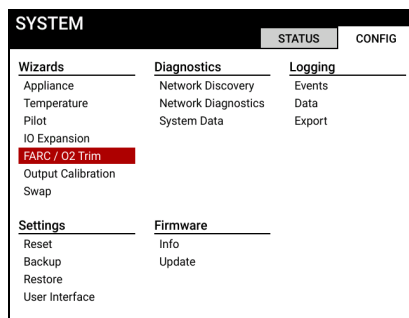 SYSTEM
STATUS
CONFIG
Wizards
Appliance
Temperature
Pilot
IO Expansion
FARC / O2 Trim
Output Calibration
Swap
Diagnostics
Network Discovery
Network Diagnostics
System Data
Logging
Events
Data
Export
Settings
Reset
Backup
Restore
User Interface
Firmware
Info
Update